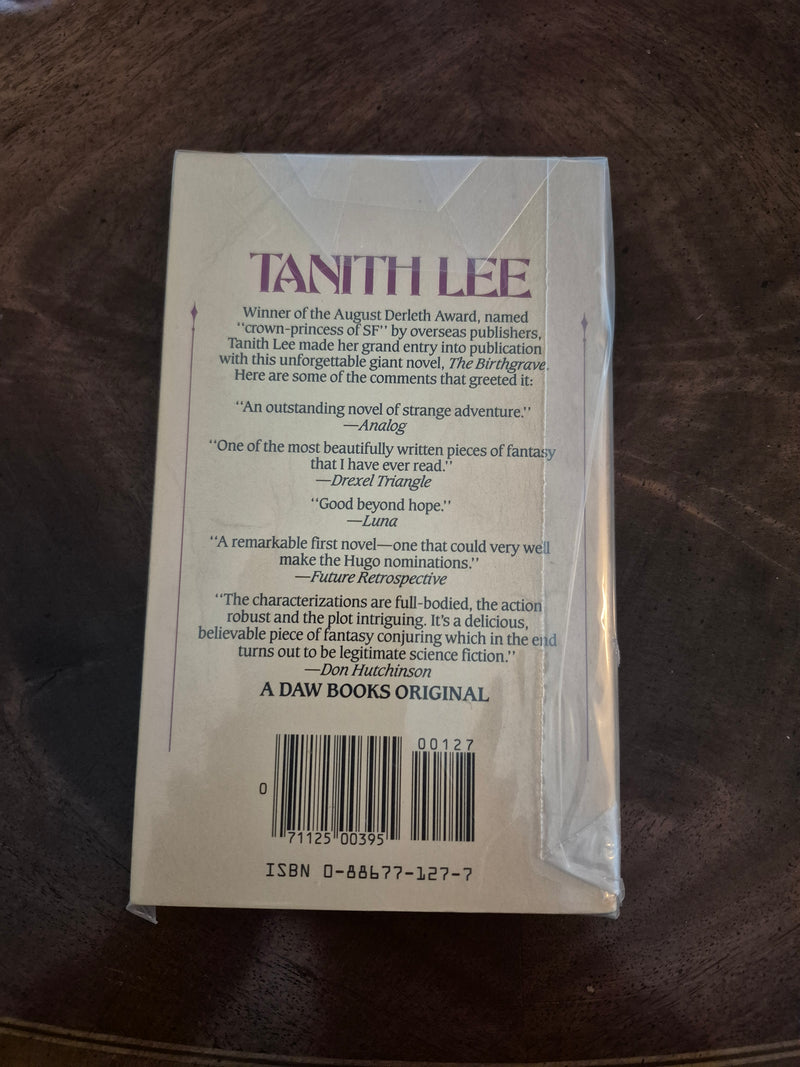 TANITH LEE
Winner of the August Derleth Award, named
“crown-princess of SF” by overseas publishers,
Tanith Lee made her grand entry into publication
with this unforgettable giant novel, The Birthgrave.
Here are some of the comments that greeted it:
“An outstanding novel of strange adventure.”
—Analog
“One of the most beautifully written pieces of fantasy
that I have ever read.”
—Drexel Triangle
“Good beyond hope.”
—Luna
“A remarkable first novel—one that could very well
make the Hugo nominations.”
—Future Retrospective
“The characterizations are full-bodied, the action
robust and the plot intriguing. It's a delicious,
believable piece of fantasy conjuring which in the end
turns out to be legitimate science fiction.”
—Don Hutchinson
A DAW BOOKS ORIGINAL
00127
0
71125 00395
ISBN 0-88677-127-7